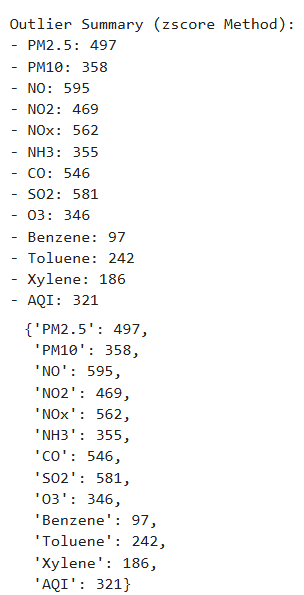 Outlier Summary (zscore Method):
- PM2.5: 497
- PM10: 358
- NO: 595
- NO2: 469
- NOx: 562
- NH3: 355
- CO: 546
- SO2: 581
- O3: 346
- Benzene: 97
- Toluene: 242
- Xylene: 186
- AQI: 321
{'PM2.5': 497,
'PM10': 358,
'NO': 595,
'NO2': 469,
'NOx': 562,
'NH3': 355,
'CO': 546,
'SO2': 581,
'O3': 346,
'Benzene': 97,
'Toluene': 242,
'Xylene': 186,
'AQI': 321}